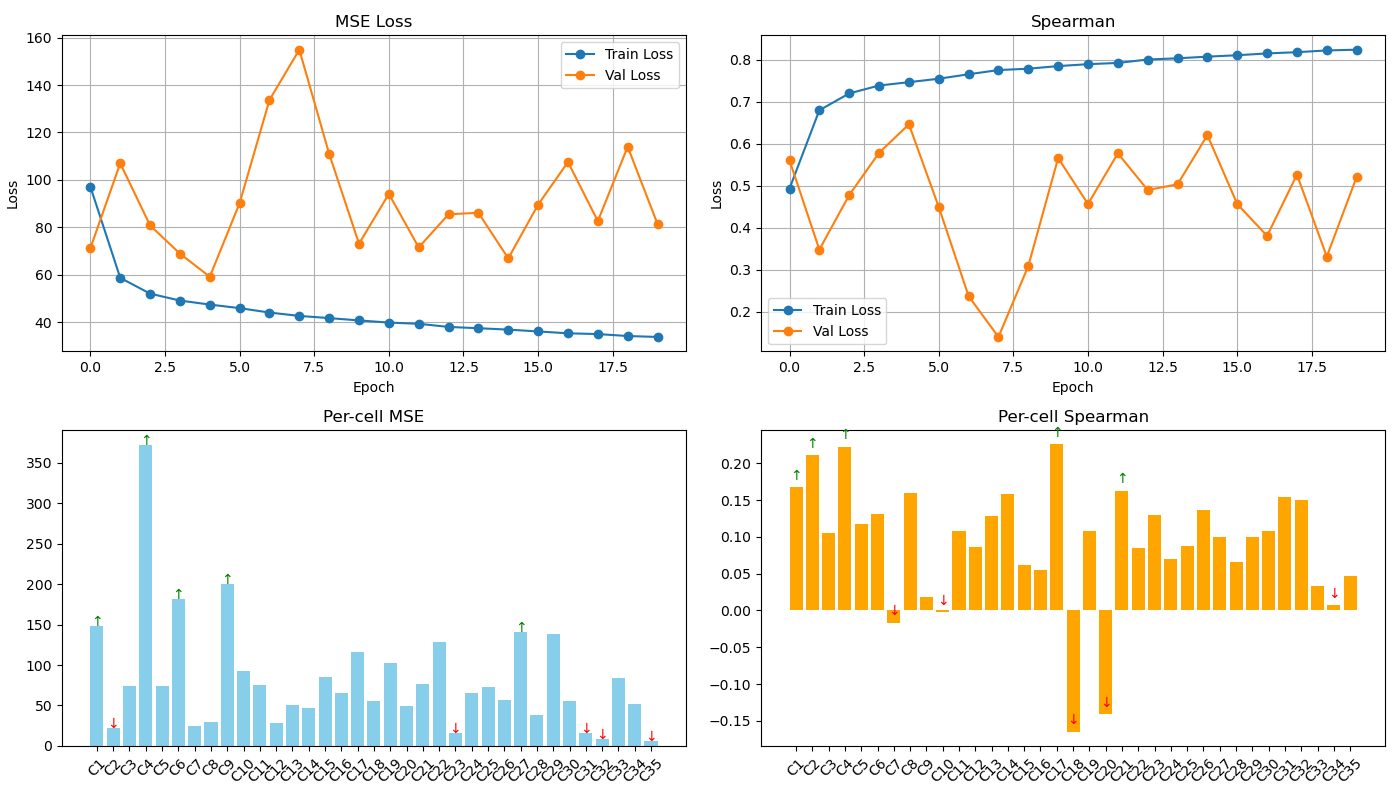 MSE Loss
160
140
120
100
80
60
40
Loss
Train Loss
Val Loss
0.0 2.5 5.0 7.5 10.0 12.5 15.0 17.5
Epoch
Spearman
0.8
0.7
0.6
0.5
0.4
0.3
0.2
Loss
Train Loss
Val Loss
0.0 2.5 5.0 7.5 10.0 12.5 15.0 17.5
Epoch
Per-cell MSE
350
300
250
200
150
100
50
0
↑ ↓ ↑ ↑ ↑ ↓ ↑ ↓ ↓ ↓
C1 C2 C3 C4 C5 C6 C7 C8 C9 C10 C11 C12 C13 C14 C15 C16 C17 C18 C19 C20 C21 C22 C23 C24 C25 C26 C27 C28 C29 C30 C31 C32 C33 C34 C35
Per-cell Spearman
0.20
0.15
0.10
0.05
0.00
−0.05
−0.10
−0.15
↑ ↑ ↑ ↓ ↓ ↑ ↓ ↓ ↑ ↓
C1 C2 C3 C4 C5 C6 C7 C8 C9 C10 C11 C12 C13 C14 C15 C16 C17 C18 C19 C20 C21 C22 C23 C24 C25 C26 C27 C28 C29 C30 C31 C32 C33 C34 C35